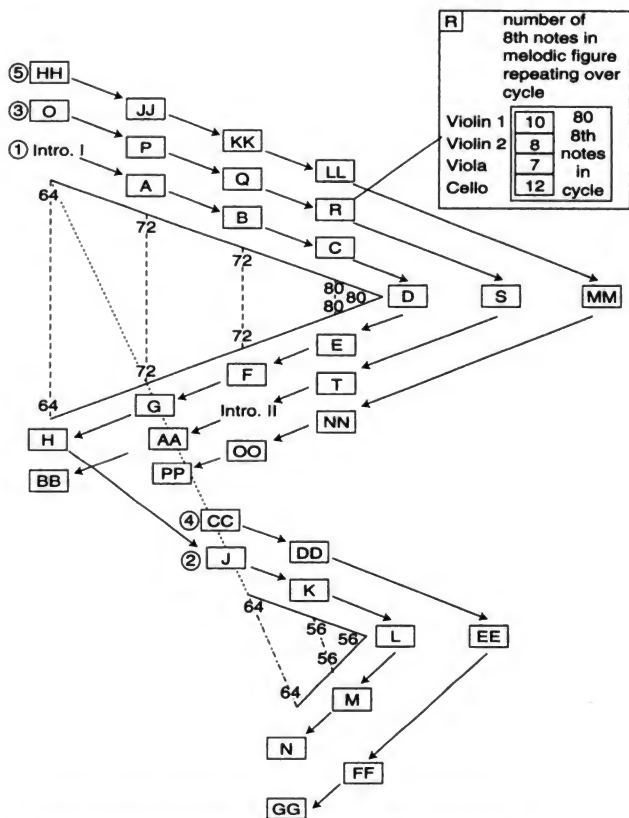 R number of
8th notes in
melodic figure
repeating over
cycle
Violin 1 10 80
Violin 2 8 8th
Viola 7 notes
Cello 12 in
cycle
⑤ HH
JJ
③ O
KK
P
① Intro. I
LL
Q
A
64
R
B
72
C
72
80
80
80
D
S
MM
72
E
F
72
T
64
G
Intro. II
NN
H
AA
OO
BB
PP
④ CC
DD
② J
K
64
56
56
L
EE
56
64
M
N
FF
GG